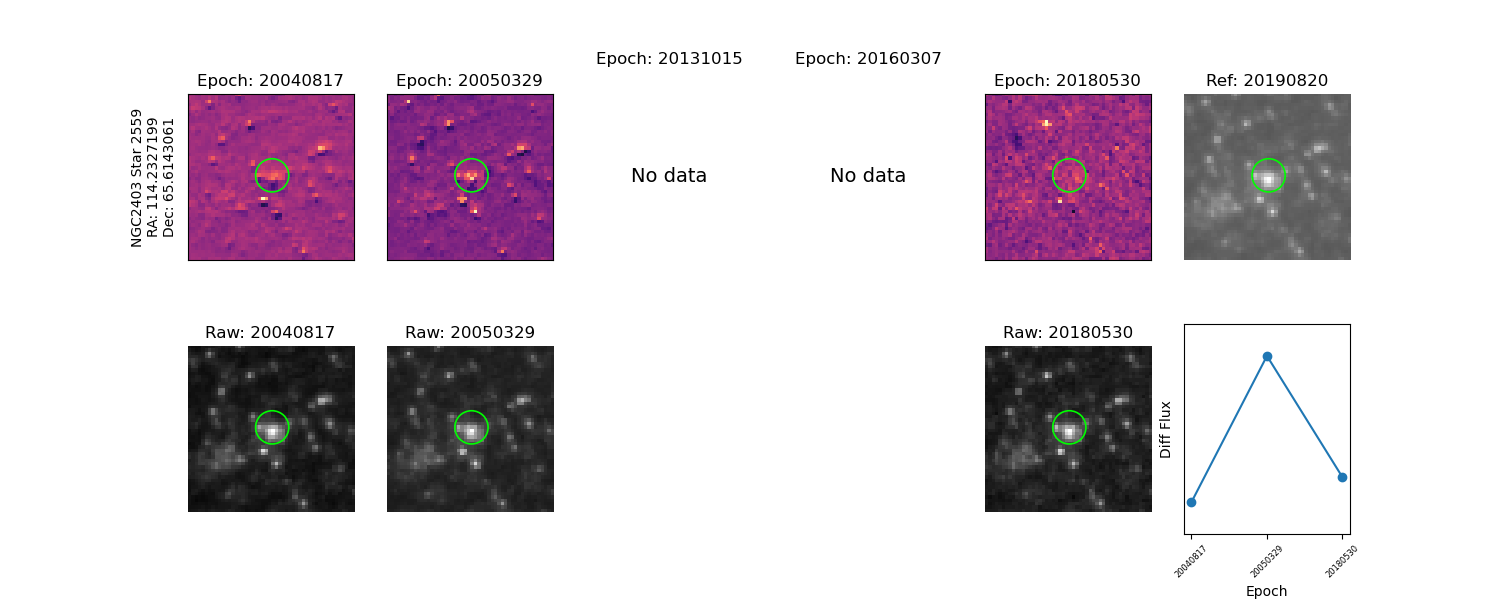 Epoch: 20040817
Epoch: 20050329
Epoch: 20131015
Epoch: 20160307
Epoch: 20180530
Ref: 20190820
NGC2403 Star 2559
RA: 114.2327199
Dec: 65.6143061
No data
No data
Raw: 20040817
Raw: 20050329
Raw: 20180530
Diff Flux
20040817
20050329
20180530
Epoch